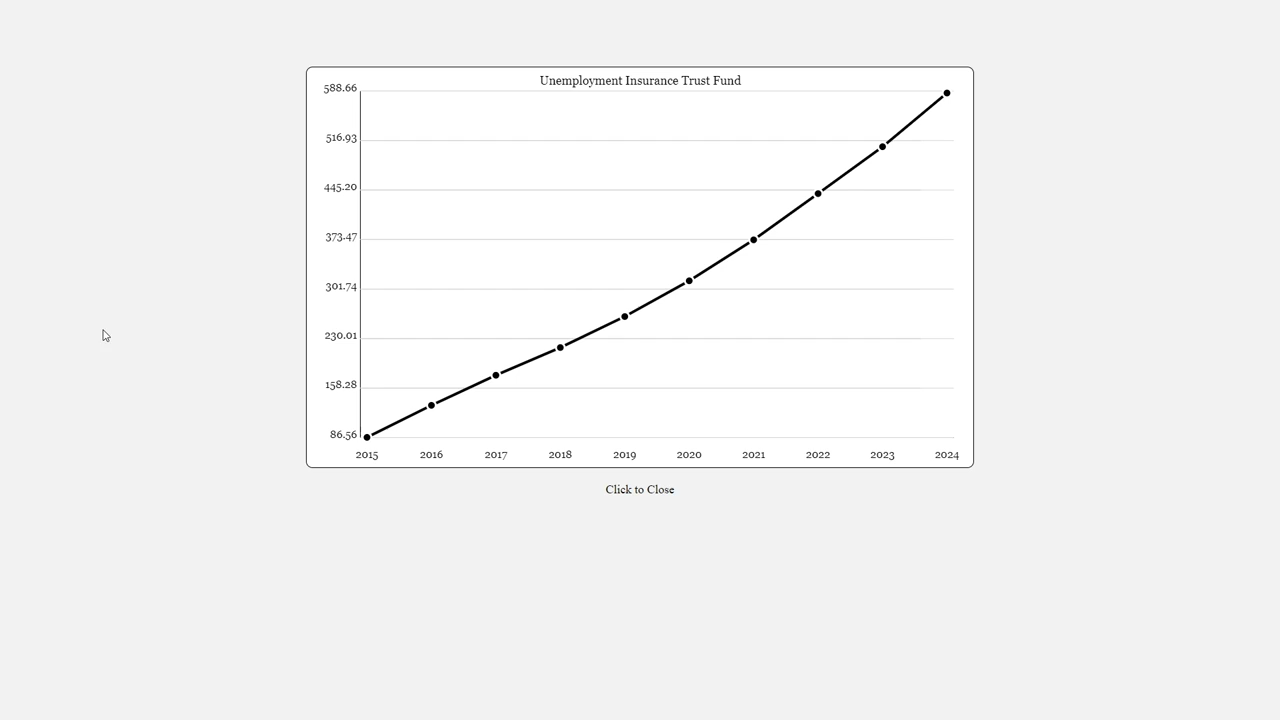 Unemployment Insurance Trust Fund
588.66
516.93
445.20
373.47
301.74
230.01
158.28
86.56
2015 2016 2017 2018 2019 2020 2021 2022 2023 2024
Click to Close